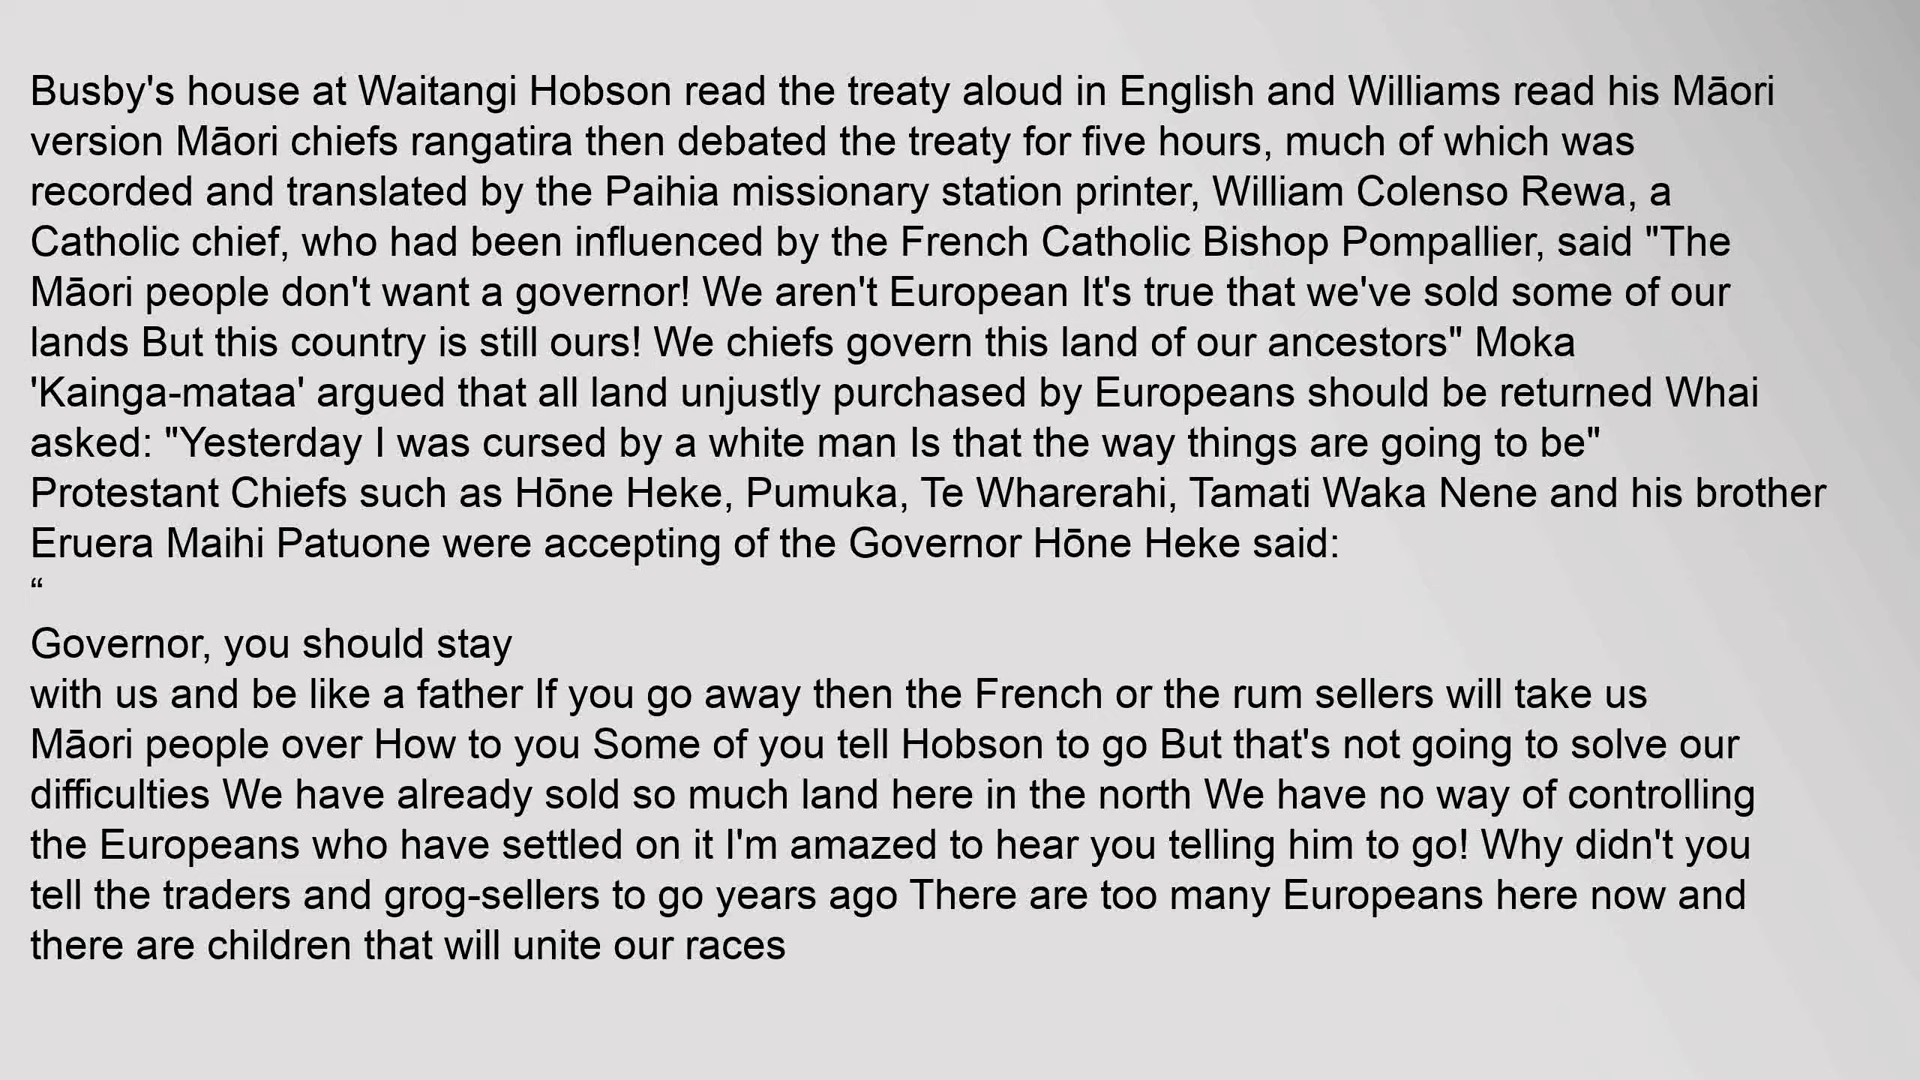 Busby's house at Waitangi Hobson read the treaty aloud in English and Williams read his Māori
version Māori chiefs rangatira then debated the treaty for five hours, much of which was
recorded and translated by the Paihia missionary station printer, William Colenso Rewa, a
Catholic chief, who had been influenced by the French Catholic Bishop Pompallier, said "The
Māori people don't want a governor! We aren't European It's true that we've sold some of our
lands But this country is still ours! We chiefs govern this land of our ancestors" Moka
'Kainga-mataa' argued that all land unjustly purchased by Europeans should be returned Whai
asked: "Yesterday I was cursed by a white man Is that the way things are going to be"
Protestant Chiefs such as Hōne Heke, Pumuka, Te Wharerahi, Tamati Waka Nene and his brother
Eruera Maihi Patuone were accepting of the Governor Hōne Heke said:
“
Governor, you should stay
with us and be like a father If you go away then the French or the rum sellers will take us
Māori people over How to you Some of you tell Hobson to go But that's not going to solve our
difficulties We have already sold so much land here in the north We have no way of controlling
the Europeans who have settled on it I'm amazed to hear you telling him to go! Why didn't you
tell the traders and grog-sellers to go years ago There are too many Europeans here now and
there are children that will unite our races